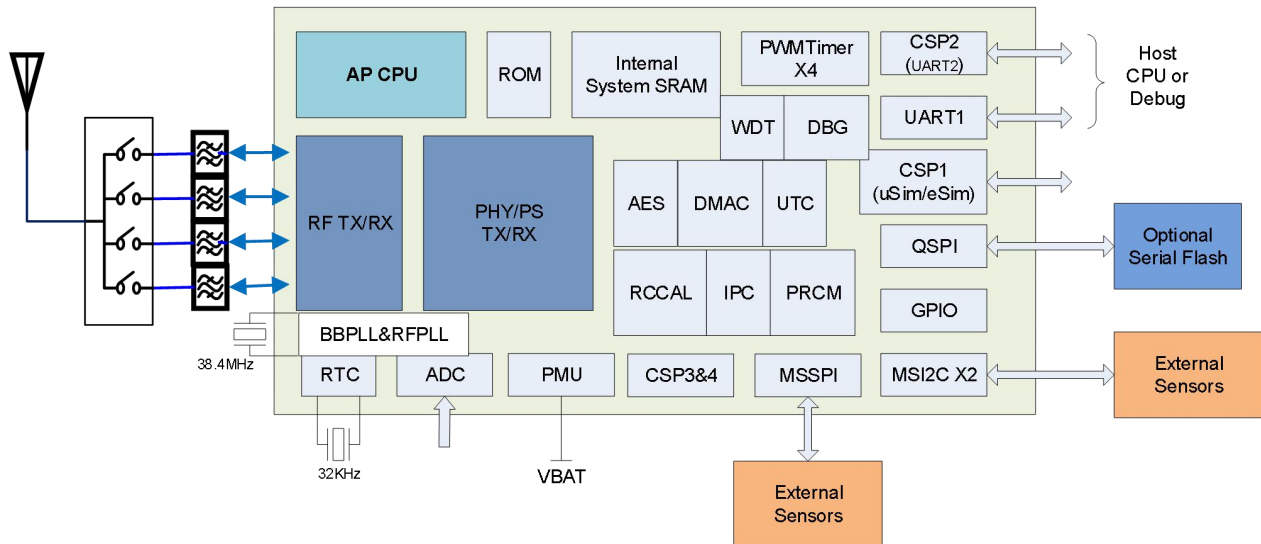 AP CPU
ROM
Internal
System SRAM
PWMTimer
X4
CSP2
(UART2)
Host
CPU or
Debug
WDT
DBG
UART1
RF TX/RX
PHY/PS
TX/RX
AES
DMAC
UTC
CSP1
(uSim/eSim)
QSPI
Optional
Serial Flash
RCCAL
IPC
PRCM
GPIO
BBPLL&RFPLL
38.4MHz
RTC
ADC
PMU
CSP3&4
MSSPI
MSI2C X2
External
Sensors
32KHz
VBAT
External
Sensors